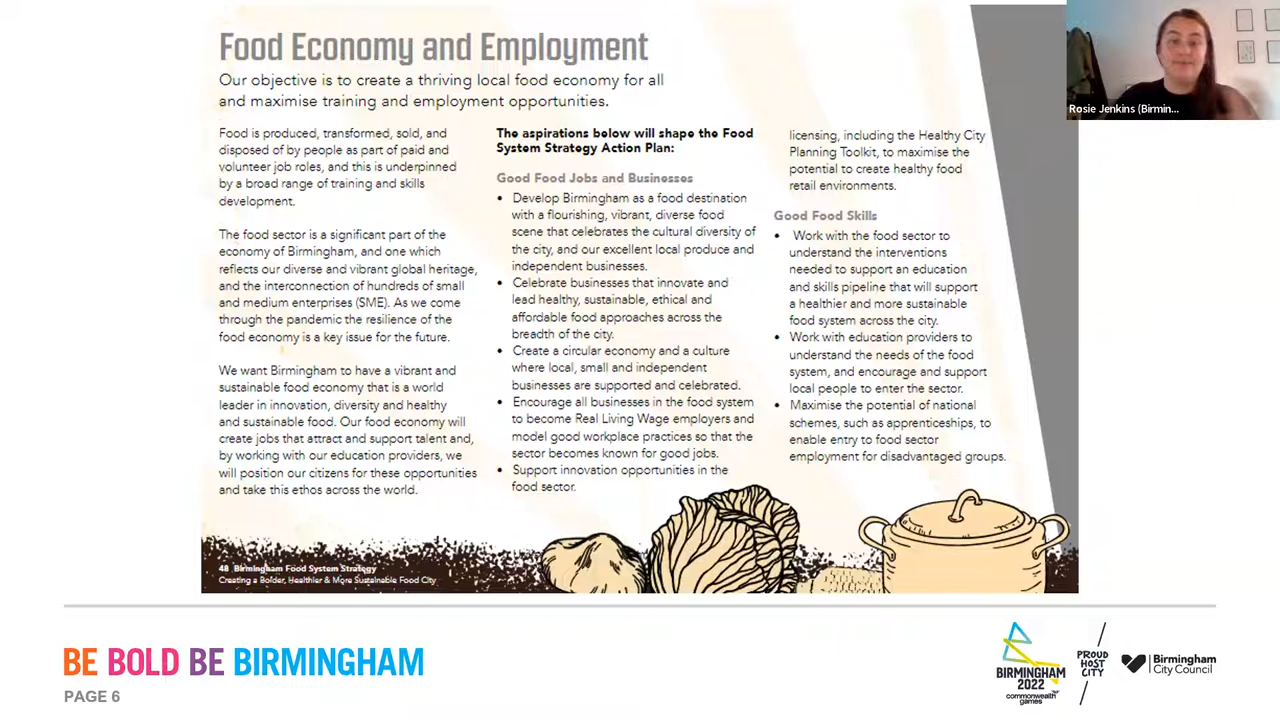 Food Economy and Employment
Our objective is to create a thriving local food economy for all
and maximise training and employment opportunities.
Food is produced, transformed, sold, and
disposed of by people as part of paid and
volunteer job roles, and this is underpinned
by a broad range of training and skills
development.
The food sector is a significant part of the
economy of Birmingham, and one which
reflects our diverse and vibrant global heritage,
and the interconnection of hundreds of small
and medium enterprises (SME). As we come
through the pandemic the resilience of the
food economy is a key issue for the future.
We want Birmingham to have a vibrant and
sustainable food economy that is a world
leader in innovation, diversity and healthy
and sustainable food. Our food economy will
create jobs that attract and support talent and,
by working with our education providers, we
will position our citizens for these opportunities
and take this ethos across the world.
The aspirations below will shape the Food
System Strategy Action Plan:
Good Food Jobs and Businesses
• Develop Birmingham as a food destination
with a flourishing, vibrant, diverse food
scene that celebrates the cultural diversity of
the city, and our excellent local produce and
independent businesses.
• Celebrate businesses that innovate and
lead healthy, sustainable, ethical and
affordable food approaches across the
breadth of the city.
• Create a circular economy and a culture
where local, small and independent
businesses are supported and celebrated.
• Encourage all businesses in the food system
to become Real Living Wage employers and
model good workplace practices so that the
sector becomes known for good jobs.
• Support innovation opportunities in the
food sector.
licensing, including the Healthy City
Planning Toolkit, to maximise the
potential to create healthy food
retail environments.
Good Food Skills
• Work with the food sector to
understand the interventions
needed to support an education
and skills pipeline that will support
a healthier and more sustainable
food system across the city.
• Work with education providers to
understand the needs of the food
system, and encourage and support
local people to enter the sector.
• Maximise the potential of national
schemes, such as apprenticeships, to
enable entry to food sector
employment for disadvantaged groups.
48 Birmingham Food System Strategy
Creating a Bolder, Healthier & More Sustainable Food City
Rosie Jenkins (Birmin...
BE BOLD BE BIRMINGHAM
PAGE 6
BIRMINGHAM
2022
commonwealth
games
PROUD
HOST
CITY
Birmingham
City Council